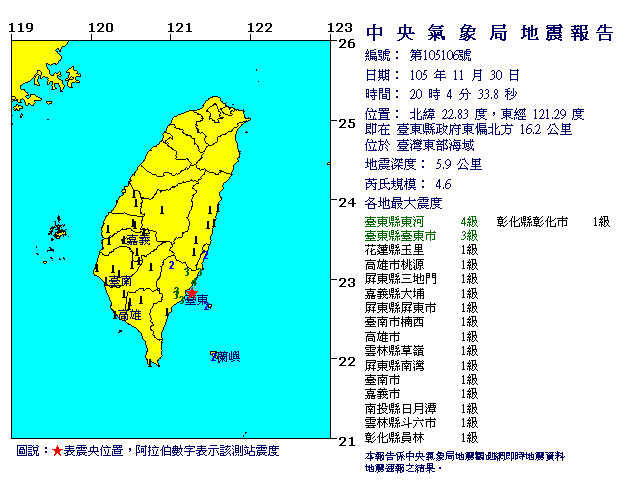 119 120 121 122 123
26
25
24
23
22
21
嘉義
臺南
高雄
臺東
蘭嶼
圖說：★表震央位置，阿拉伯數字表示該測站震度
中央氣象局地震報告
編號： 第105106號
日期： 105 年 11 月 30 日
時間： 20 時 4 分 33.8 秒
位置： 北緯 22.83 度，東經 121.29 度
即在 臺東縣政府東偏北方 16.2 公里
位於 臺灣東部海域
地震深度： 5.9 公里
芮氏規模： 4.6
各地最大震度
臺東縣東河 4級 彰化縣彰化市 1級
臺東縣臺東市 3級
花蓮縣玉里 1級
高雄市桃源 1級
屏東縣三地門 1級
嘉義縣大埔 1級
屏東縣屏東市 1級
臺南市楠西 1級
高雄市 1級
雲林縣草嶺 1級
屏東縣南灣 1級
臺南市 1級
嘉義市 1級
南投縣日月潭 1級
雲林縣斗六市 1級
彰化縣員林 1級
本報告係中央氣象局地震觀測網即時地震資料
地震速報之結果。